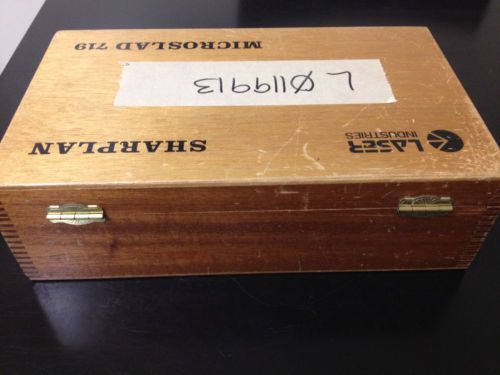 LASER
INDUSTRIES
SHARPLAN
L Ø119913
MICROSLAD 719